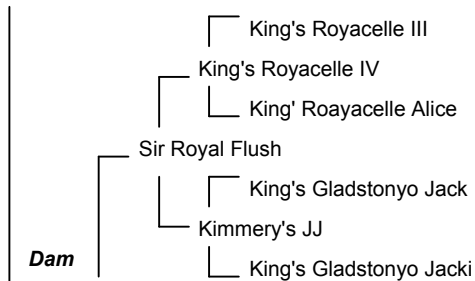 King's Royacelle III
King's Royacelle IV
King' Roayacelle Alice
Sir Royal Flush
King's Gladstonyo Jack
Kimmery's JJ
Dam
King's Gladstonyo Jacki